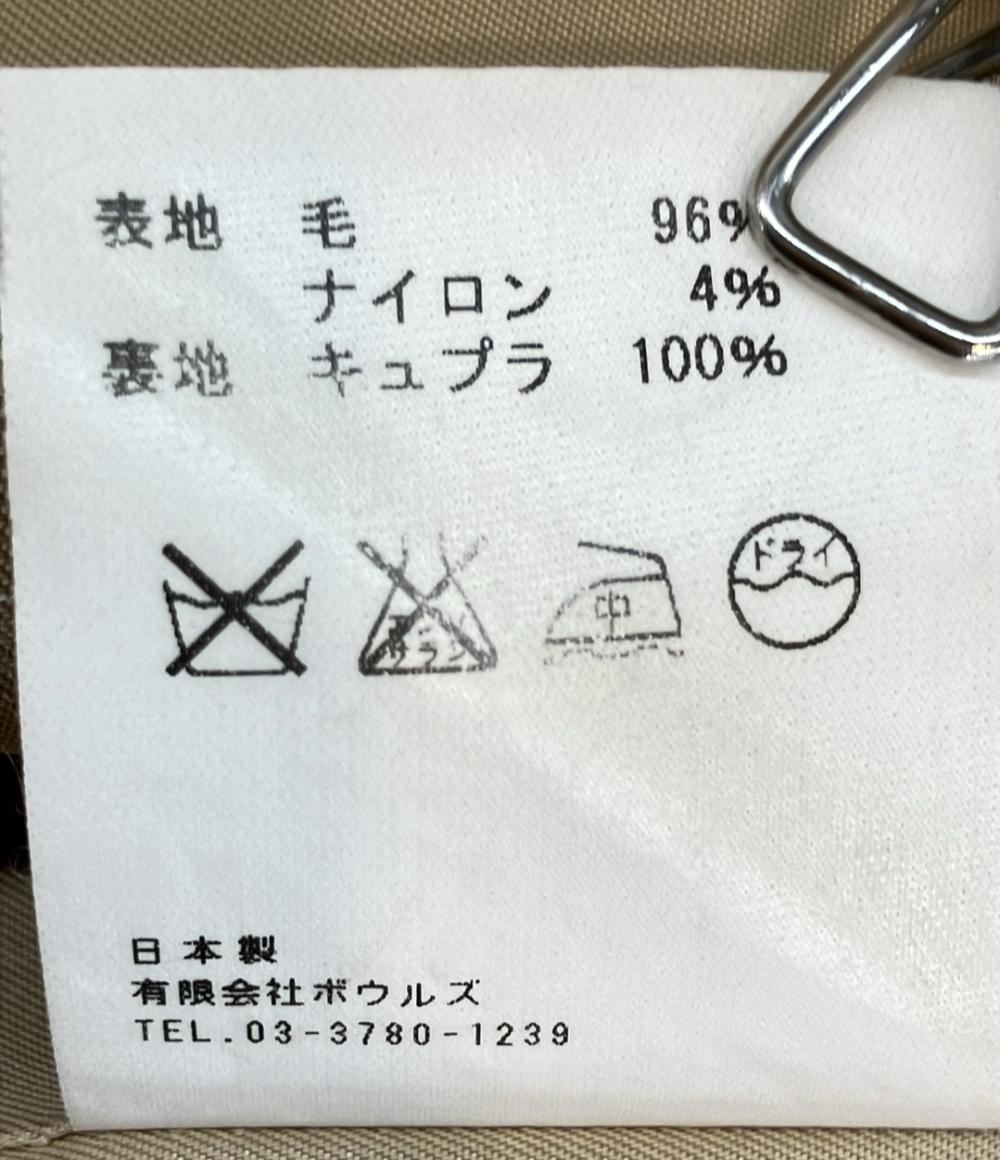 表地 毛 96%
ナイロン 4%
裏地 キュプラ 100%
中 ドライ
日本製
有限会社ボウルズ
TEL.03-3780-1239